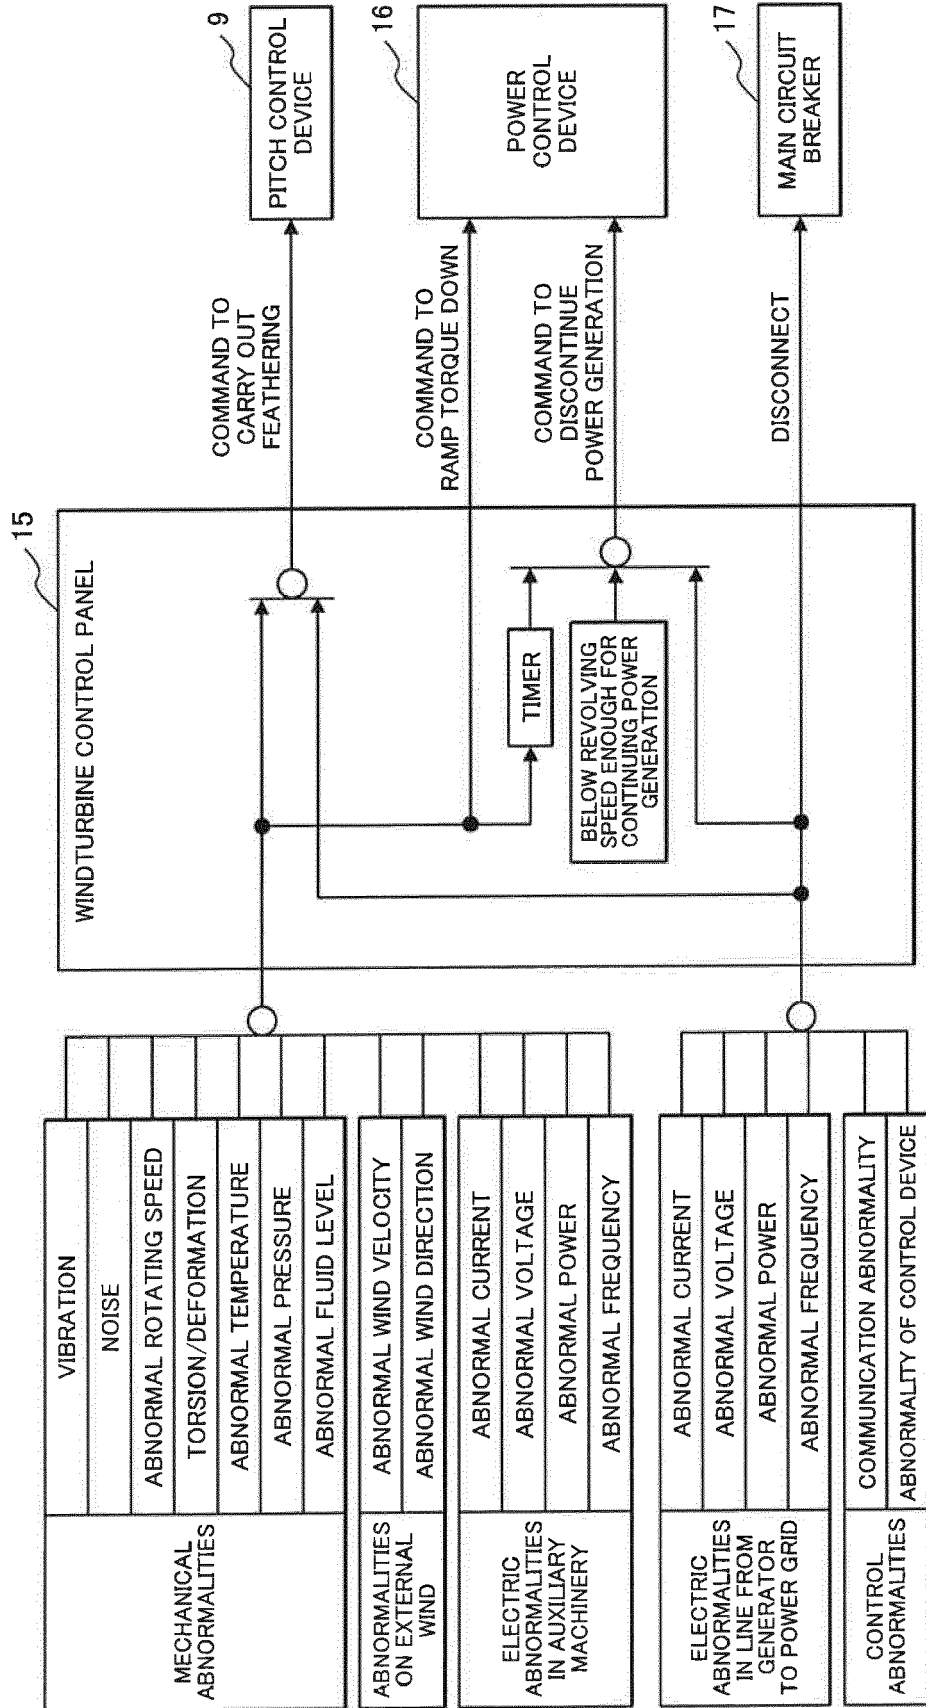 MECHANICAL
ABNORMALITIES
VIBRATION
NOISE
ABNORMAL ROTATING SPEED
TORSION/DEFORMATION
ABNORMAL TEMPERATURE
ABNORMAL PRESSURE
ABNORMAL FLUID LEVEL
ABNORMALITIES
ON EXTERNAL
WIND
ABNORMAL WIND VELOCITY
ABNORMAL WIND DIRECTION
ELECTRIC
ABNORMALITIES
IN AUXILIARY
MACHINERY
ABNORMAL CURRENT
ABNORMAL VOLTAGE
ABNORMAL POWER
ABNORMAL FREQUENCY
ELECTRIC
ABNORMALITIES
IN LINE FROM
GENERATOR
TO POWER GRID
ABNORMAL CURRENT
ABNORMAL VOLTAGE
ABNORMAL POWER
ABNORMAL FREQUENCY
CONTROL
ABNORMALITIES
COMMUNICATION ABNORMALITY
ABNORMALITY OF CONTROL DEVICE
15
WINDTURBINE CONTROL PANEL
TIMER
BELOW REVOLVING
SPEED ENOUGH FOR
CONTINUING POWER
GENERATION
COMMAND TO
CARRY OUT
FEATHERING
COMMAND TO
RAMP TORQUE DOWN
COMMAND TO
DISCONTINUE
POWER GENERATION
DISCONNECT
9
PITCH CONTROL
DEVICE
16
POWER
CONTROL
DEVICE
17
MAIN CIRCUIT
BREAKER